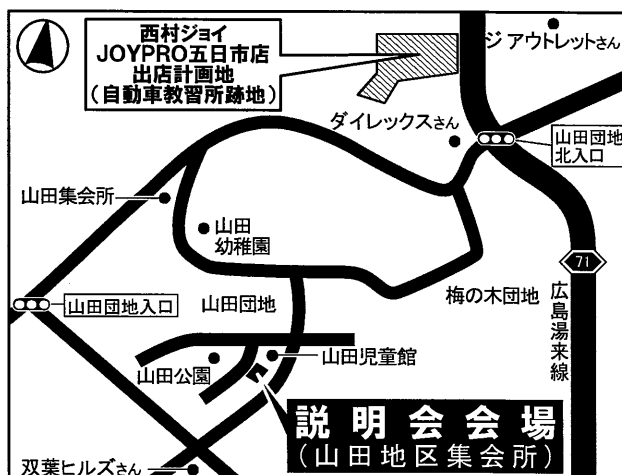 西村ジョイ
JOYPRO五日市店
出店計画地
（自動車教習所跡地）
ジ アウトレットさん
ダイレックスさん
山田団地
北入口
山田集会所
山田
幼稚園
71
山田団地入口
山田団地
梅の木団地
広島湯来線
山田公園
山田児童館
説明会会場
（山田地区集会所）
双葉ヒルズさん